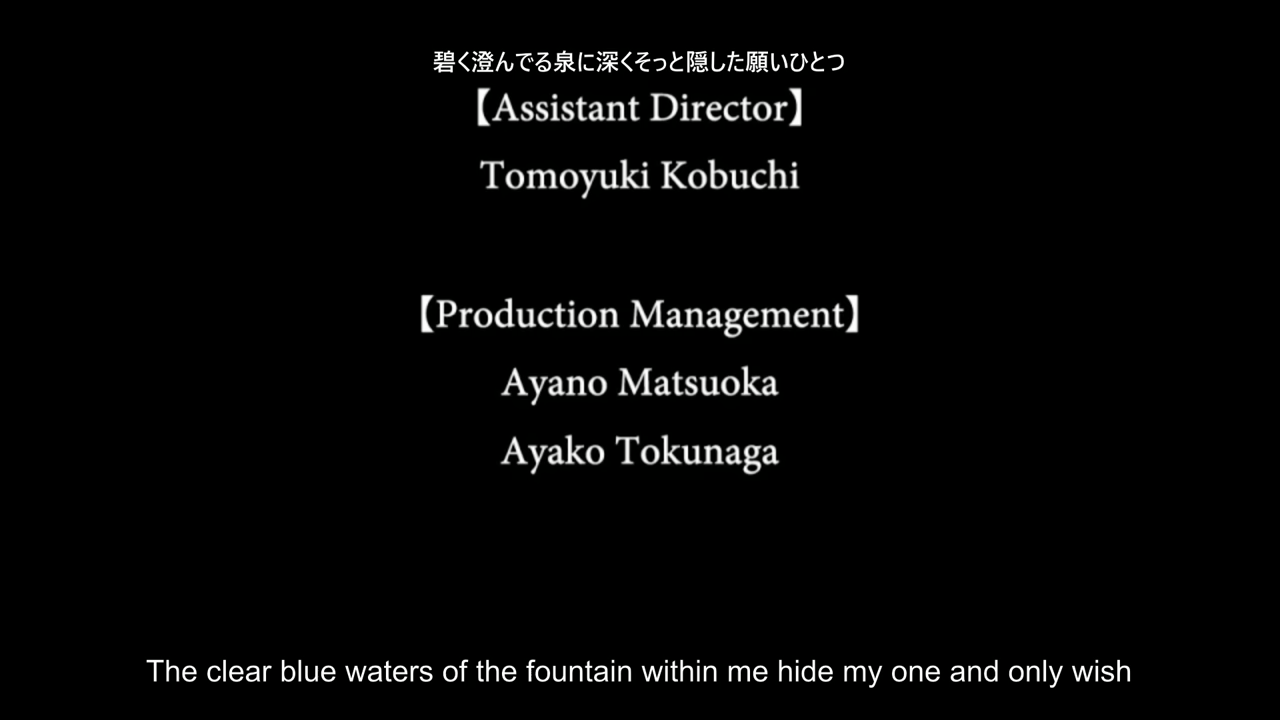 碧く澄んでる泉に深くそっと隠した願いひとつ
【Assistant Director】
Tomoyuki Kobuchi
【Production Management】
Ayano Matsuoka
Ayako Tokunaga
The clear blue waters of the fountain within me hide my one and only wish